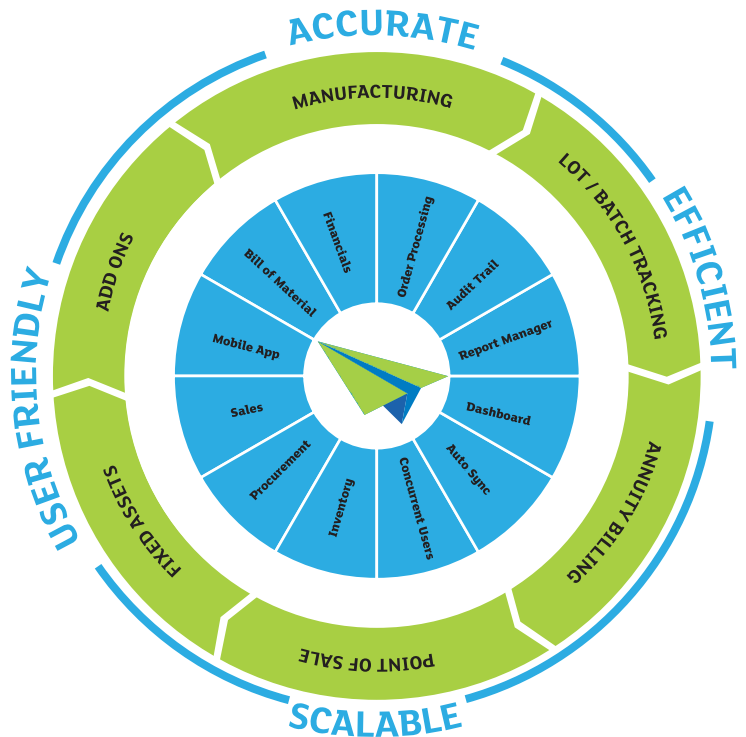 ACCURATE
EFFICIENT
SCALABLE
USER FRIENDLY
MANUFACTURING
LOT / BATCH TRACKING
ANNUITY BILLING
POINT OF SALE
FIXED ASSETS
ADD ONS
Order Processing
Audit Trail
Report Manager
Dashboard
Auto Sync
Concurrent Users
Inventory
Procurement
Sales
Mobile App
Bill of Material
Financials